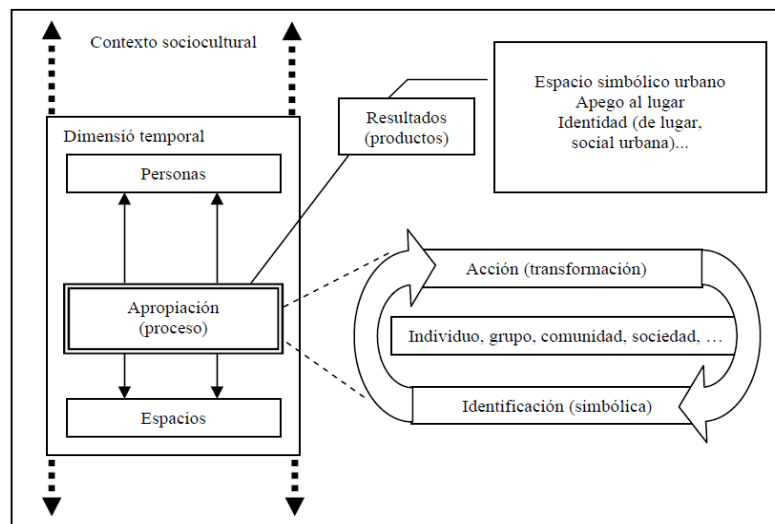 Contexto sociocultural
Dimensió temporal
Personas
Apropiación
(proceso)
Espacios
Resultados
(productos)
Espacio simbólico urbano
Apego al lugar
Identidad (de lugar,
social urbana)...
Acción (transformación)
Individuo, grupo, comunidad, sociedad, …
Identificación (simbólica)